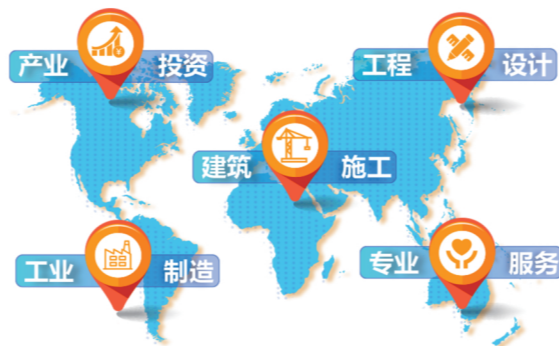 产业 投资
工程 设计
建筑 施工
工业 制造
专业 服务